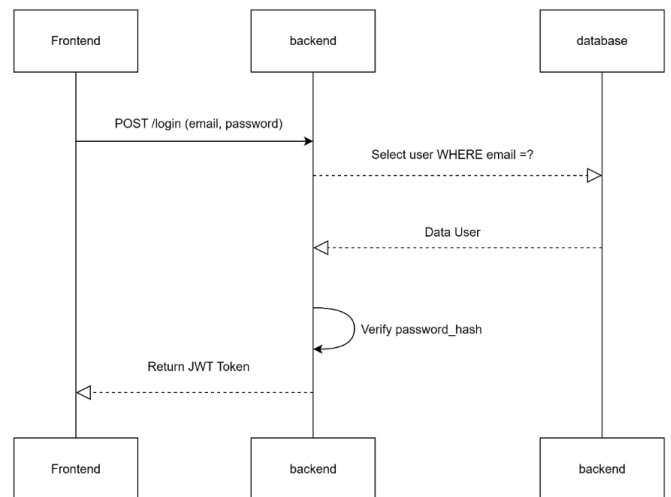 Frontend
backend
database
POST /login (email, password)
Select user WHERE email =?
Data User
Verify password_hash
Return JWT Token
Frontend
backend
backend